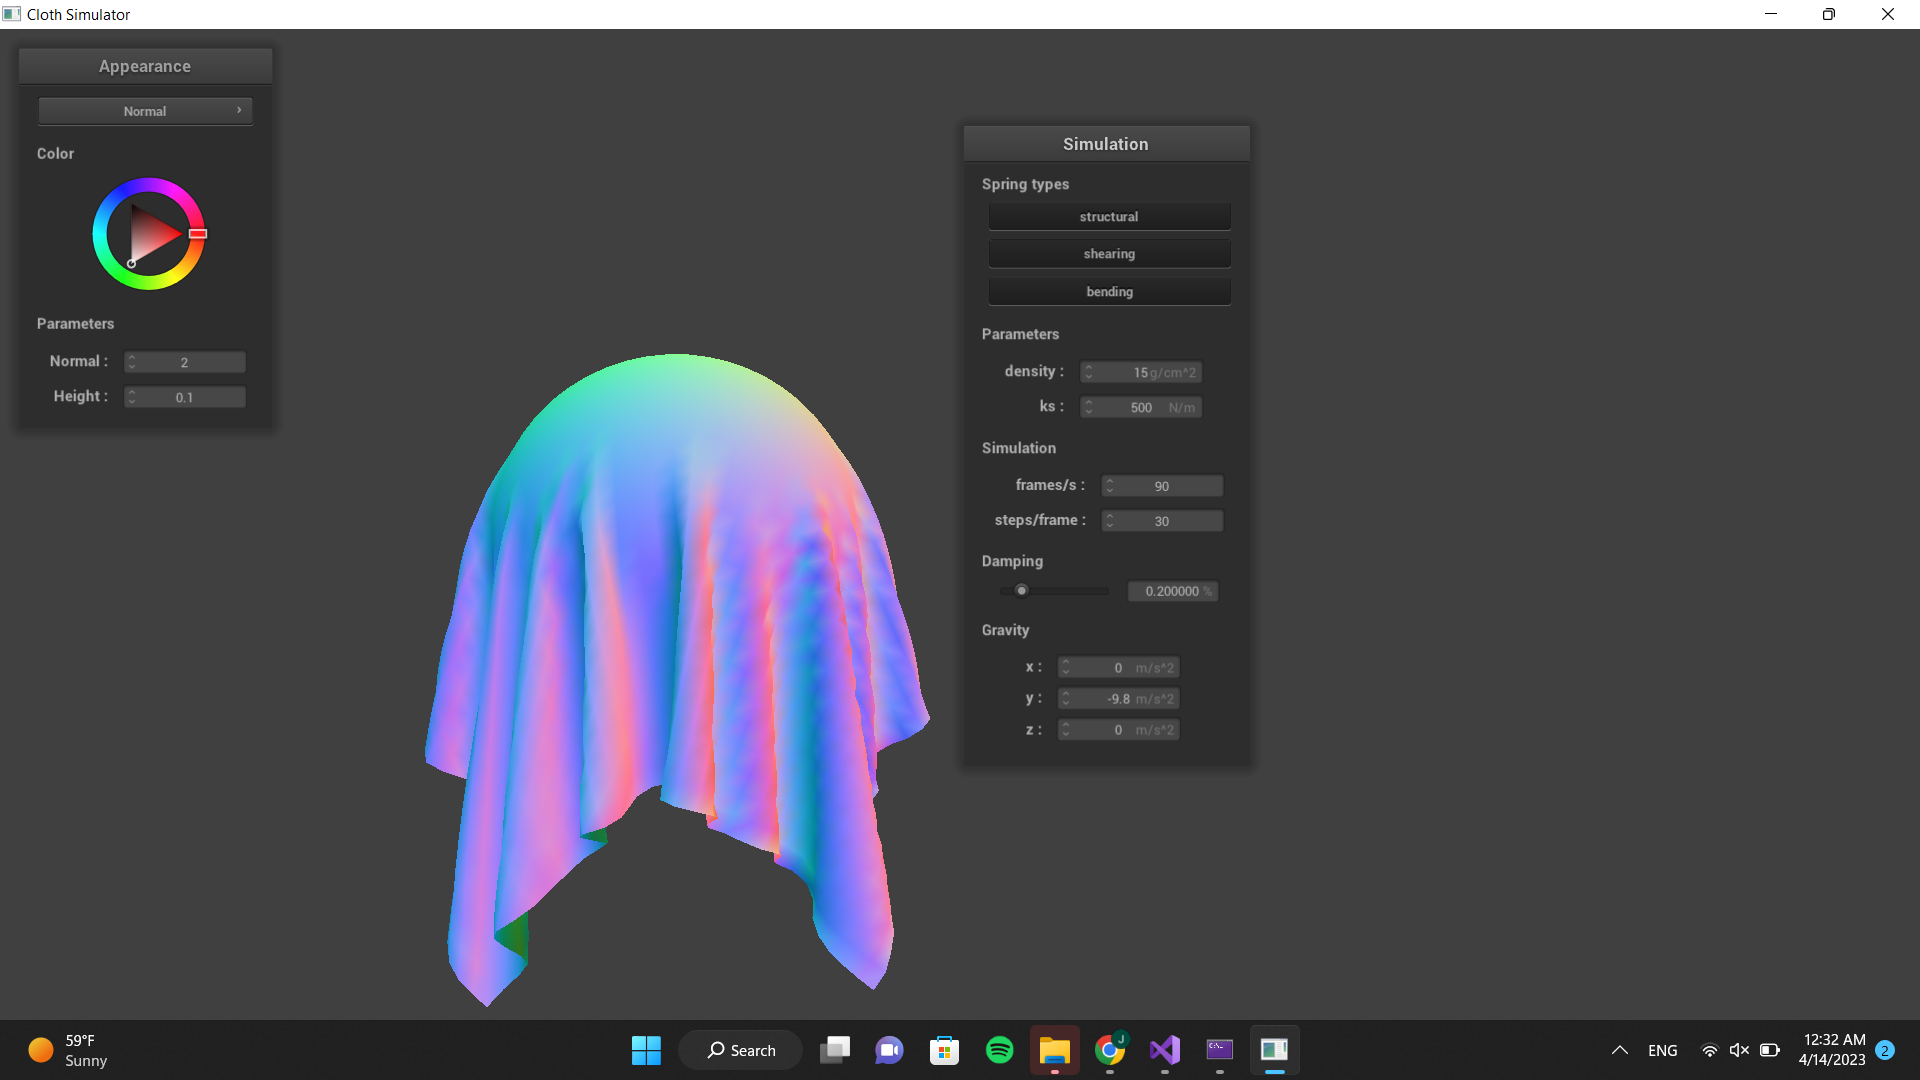 Cloth Simulator
Appearance
Normal
Color
Parameters
Normal : 2
Height : 0.1
Simulation
Spring types
structural
shearing
bending
Parameters
density : 15 g/cm^2
ks : 500 N/m
Simulation
frames/s : 90
steps/frame : 30
Damping
0.200000 %
Gravity
x : 0 m/s^2
y : -9.8 m/s^2
z : 0 m/s^2
59°F
Sunny
Search
J
ENG
12:32 AM
4/14/2023
2